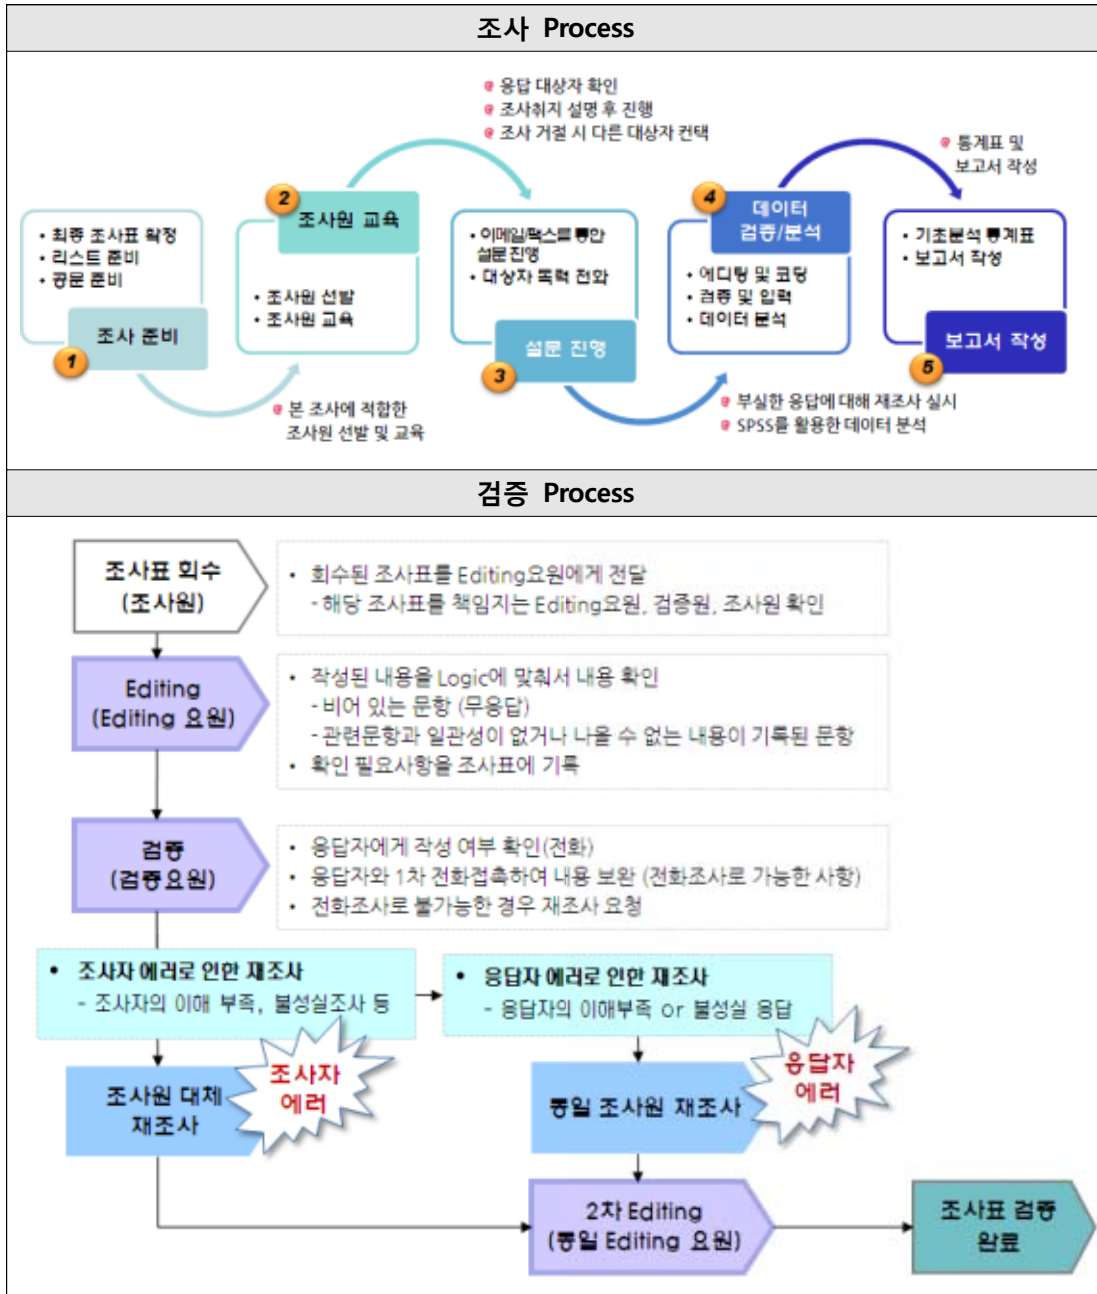 조사 Process
응답 대상자 확인
조사취지 설명 후 진행
조사 거절 시 다른 대상자 컨택
통계표 및
보고서 작성
• 최종 조사표 확정
• 리스트 준비
• 공문 준비
조사 준비
1
2
조사원 교육
• 조사원 선발
• 조사원 교육
• 이메일/팩스를 통한
설문 진행
• 대상자 독력 전화
설문 진행
3
4
데이터
검증/분석
• 에디팅 및 코딩
• 검증 및 입력
• 데이터 분석
• 기초분석 통계표
• 보고서 작성
보고서 작성
5
본 조사에 적합한
조사원 선발 및 교육
부실한 응답에 대해 재조사 실시
SPSS를 활용한 데이터 분석
검증 Process
조사표 회수
(조사원)
• 회수된 조사표를 Editing요원에게 전달
- 해당 조사표를 책임지는 Editing요원, 검증원, 조사원 확인
Editing
(Editing 요원)
• 작성된 내용을 Logic에 맞춰서 내용 확인
- 비어 있는 문항 (무응답)
- 관련문항과 일관성이 없거나 나올 수 없는 내용이 기록된 문항
• 확인 필요사항을 조사표에 기록
검증
(검증요원)
• 응답자에게 작성 여부 확인(전화)
• 응답자와 1차 전화접촉하여 내용 보완 (전화조사로 가능한 사항)
• 전화조사로 불가능한 경우 재조사 요청
• 조사자 에러로 인한 재조사
- 조사자의 이해 부족, 불성실조사 등
• 응답자 에러로 인한 재조사
- 응답자의 이해부족 or 불성실 응답
조사원 대체
재조사
조사자
에러
동일 조사원 재조사
응답자
에러
2차 Editing
(동일 Editing 요원)
조사표 검증
완료